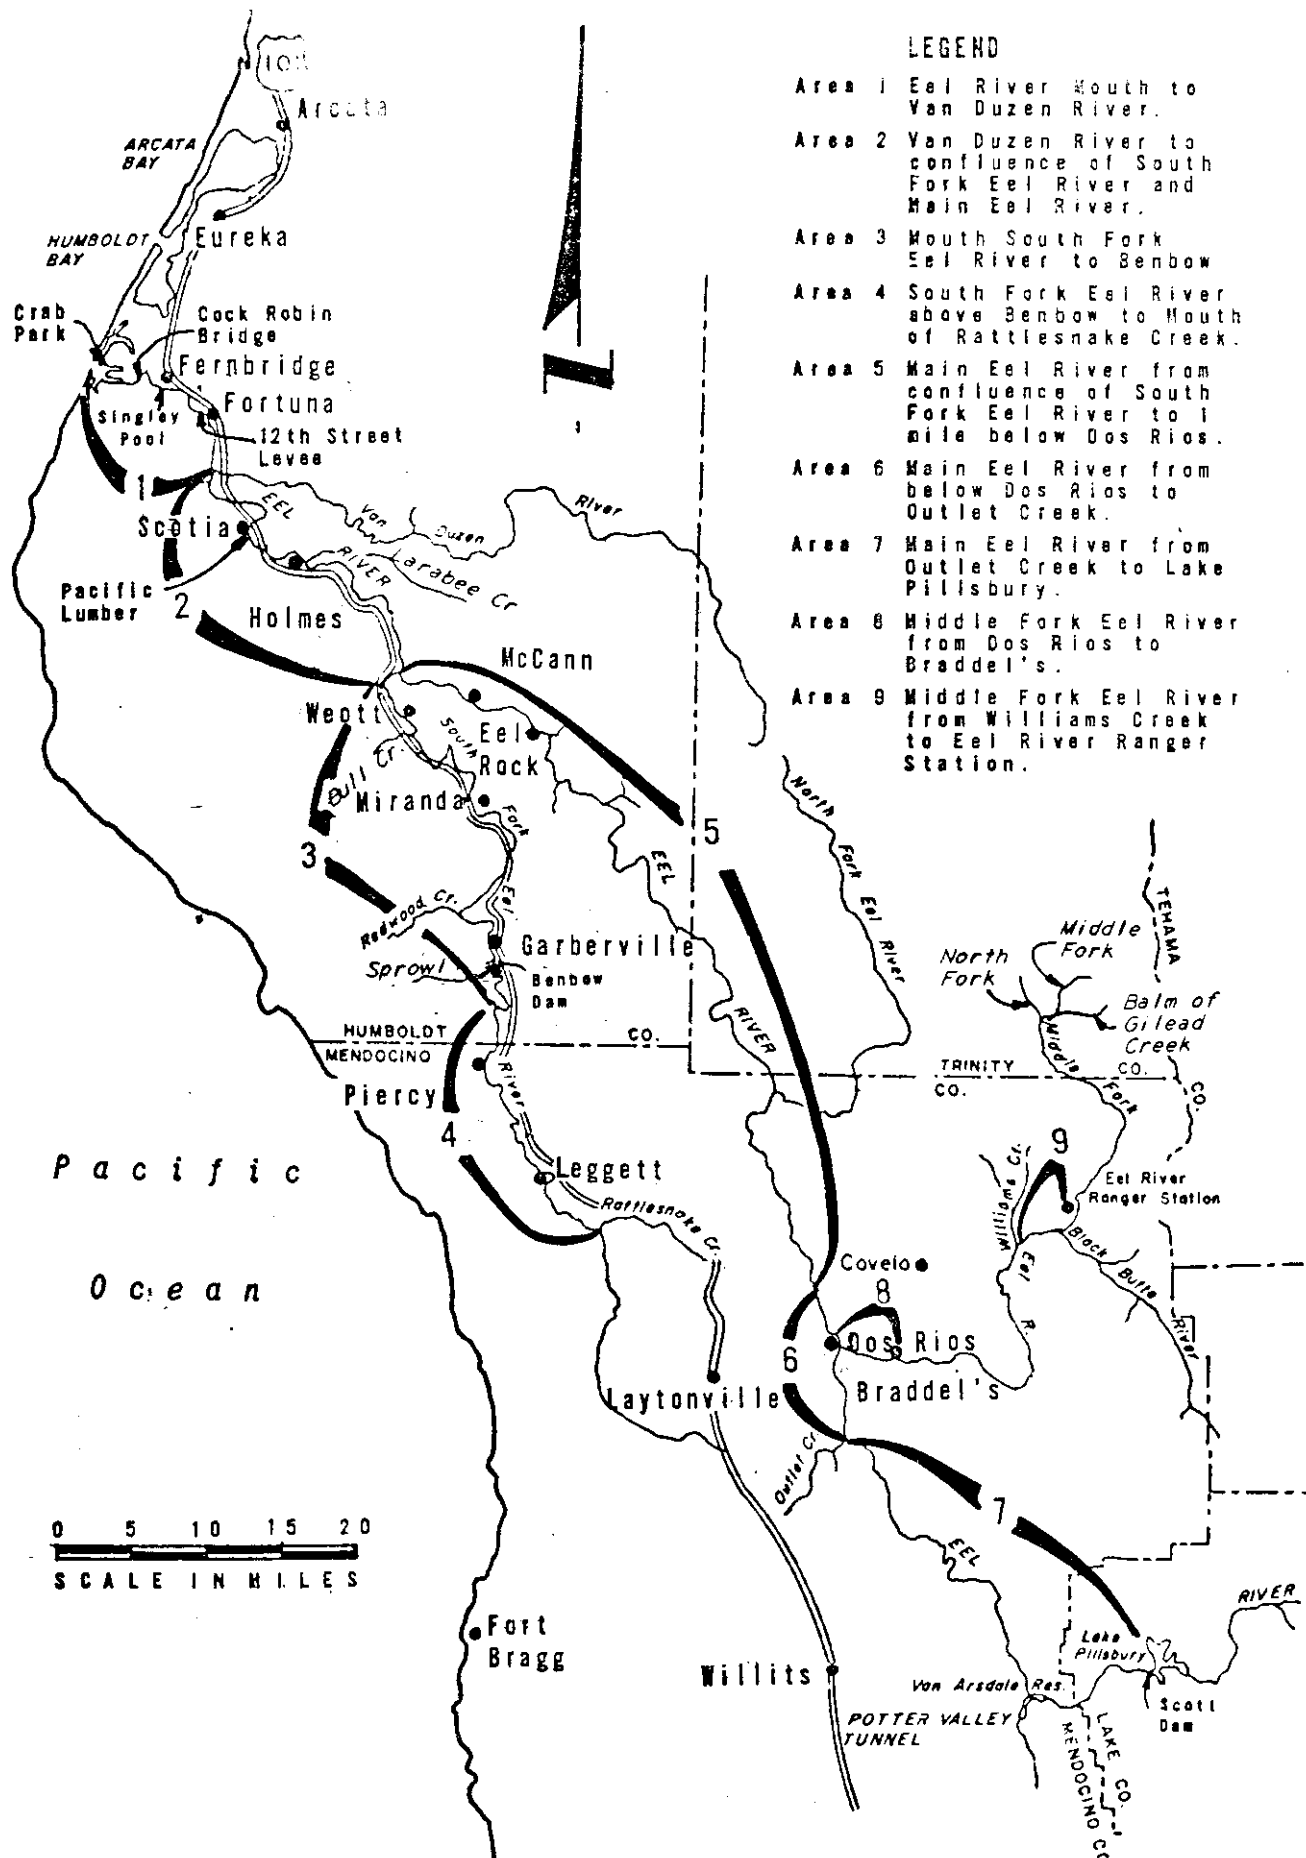 LEGEND
Area 1 Eel River Mouth to
Van Duzen River.
Area 2 Van Duzen River to
confluence of South
Fork Eel River and
Main Eel River.
Area 3 Mouth South Fork
Eel River to Benbow
Area 4 South Fork Eel River
above Benbow to Mouth
of Rattlesnake Creek.
Area 5 Main Eel River from
confluence of South
Fork Eel River to 1
mile below Dos Rios.
Area 6 Main Eel River from
below Dos Rios to
Outlet Creek.
Area 7 Main Eel River from
Outlet Creek to Lake
Pillsbury.
Area 8 Middle Fork Eel River
from Dos Rios to
Braddel's.
Area 9 Middle Fork Eel River
from Williams Creek
to Eel River Ranger
Station.
101
Arcata
ARCATA
BAY
Eureka
HUMBOLDT
BAY
Crab
Park
Cock Robin
Bridge
Fernbridge
Fortuna
Singley
Pool
12th Street
Levee
1
Scotia
EEL
RIVER
Van
Duzen
River
Larabee Cr
Pacific
Lumber
2
Holmes
McCann
Weott
Eel
Rock
Bull Cr.
South
Fork
Eel
River
Miranda
3
5
EEL
RIVER
North
Fork
Eel
River
Redwood Cr.
Garberville
Sprowl
Benbow
Dam
HUMBOLDT CO.
MENDOCINO
Piercy
4
Leggett
Rattlesnake Cr.
TEHAMA
CO.
Middle
Fork
North
Fork
Balm of
Gilead
Creek
Middle
Fork
TRINITY CO.
CO.
9
Williams Cr.
Eel River
Ranger Station
Black
Butte
River
Eel
R.
Covelo
8
Dos Rios
6
Braddel's
Laytonville
Outlet Cr
7
EEL
RIVER
Pacific
Ocean
0 5 10 15 20
SCALE IN MILES
Fort
Bragg
Willits
Lake
Pillsbury
Scott
Dam
Van Arsdale Res.
POTTER VALLEY
TUNNEL
LAKE CO.
MENDOCINO CO